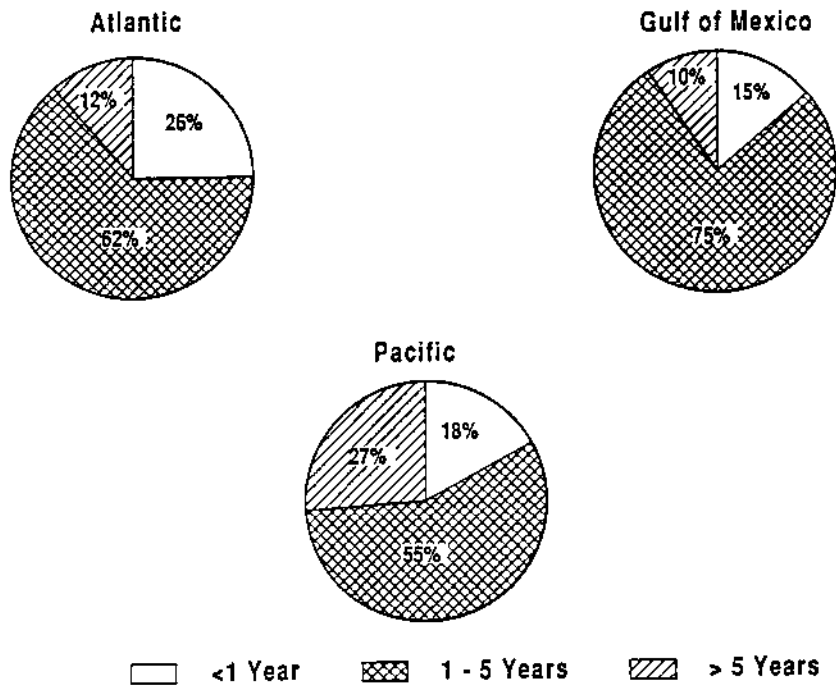 Atlantic
12%
26%
62%
Gulf of Mexico
10%
15%
75%
Pacific
18%
27%
55%
<1 Year 1 - 5 Years > 5 Years